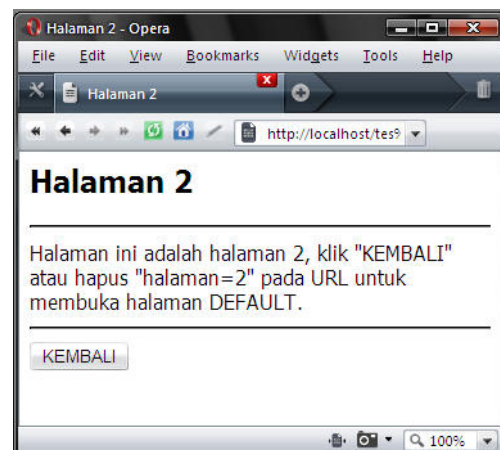 Halaman 2 - Opera
File Edit View Bookmarks Widgets Tools Help
Halaman 2
http://localhost/tes9
Halaman 2
Halaman ini adalah halaman 2, klik "KEMBALI"
atau hapus "halaman=2" pada URL untuk
membuka halaman DEFAULT.
KEMBALI
100%